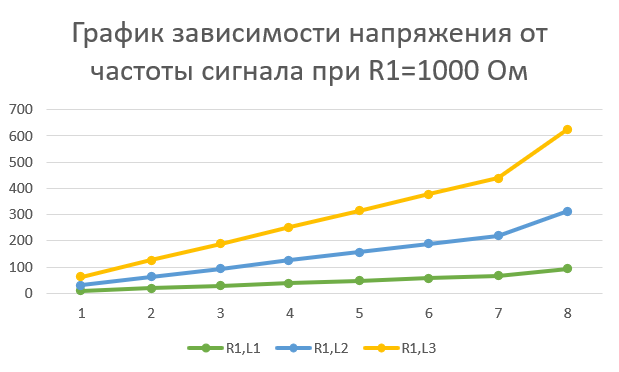 График зависимости напряжения от
частоты сигнала при R1=1000 Ом
700
600
500
400
300
200
100
0
1 2 3 4 5 6 7 8
R1,L1 R1,L2 R1,L3